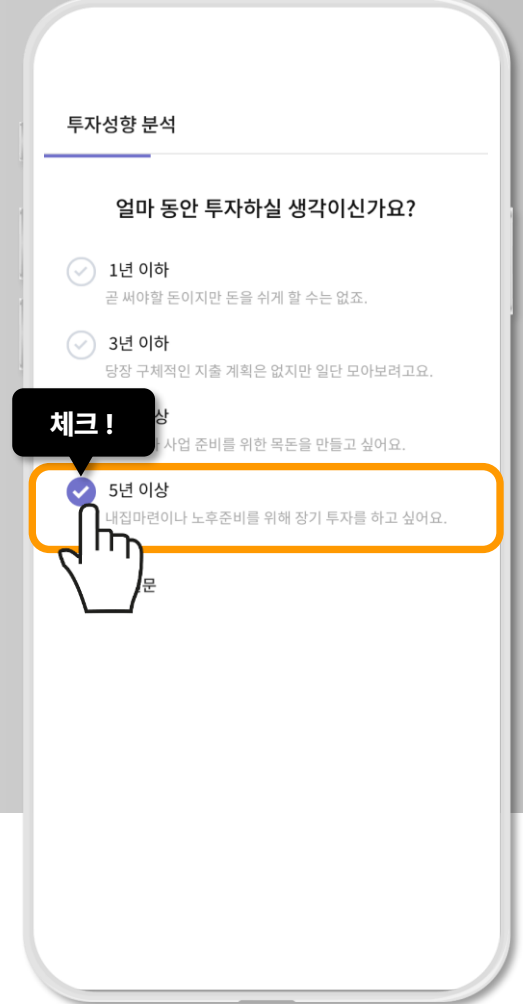 투자성향 분석
얼마 동안 투자하실 생각이신가요?
1년 이하
곧 써야할 돈이지만 돈을 쉬게 할 수는 없죠.
3년 이하
당장 구체적인 지출 계획은 없지만 일단 모아보려고요.
체크 !
상
사업 준비를 위한 목돈을 만들고 싶어요.
5년 이상
내집마련이나 노후준비를 위해 장기 투자를 하고 싶어요.
문